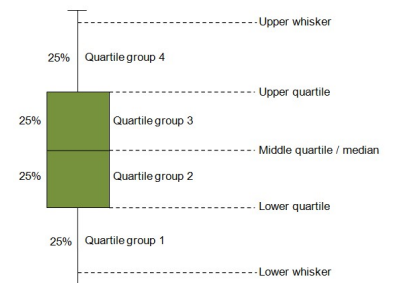 Upper whisker
25% Quartile group 4
Upper quartile
25% Quartile group 3
Middle quartile / median
25% Quartile group 2
Lower quartile
25% Quartile group 1
Lower whisker